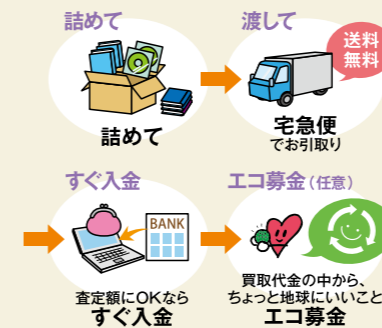 詰めて
詰めて
渡して
送料
無料
宅急便
でお引取り
すぐ入金
BANK
査定額にOKなら
すぐ入金
エコ募金(任意)
買取代金の中から、
ちょっと地球にいいこと
エコ募金